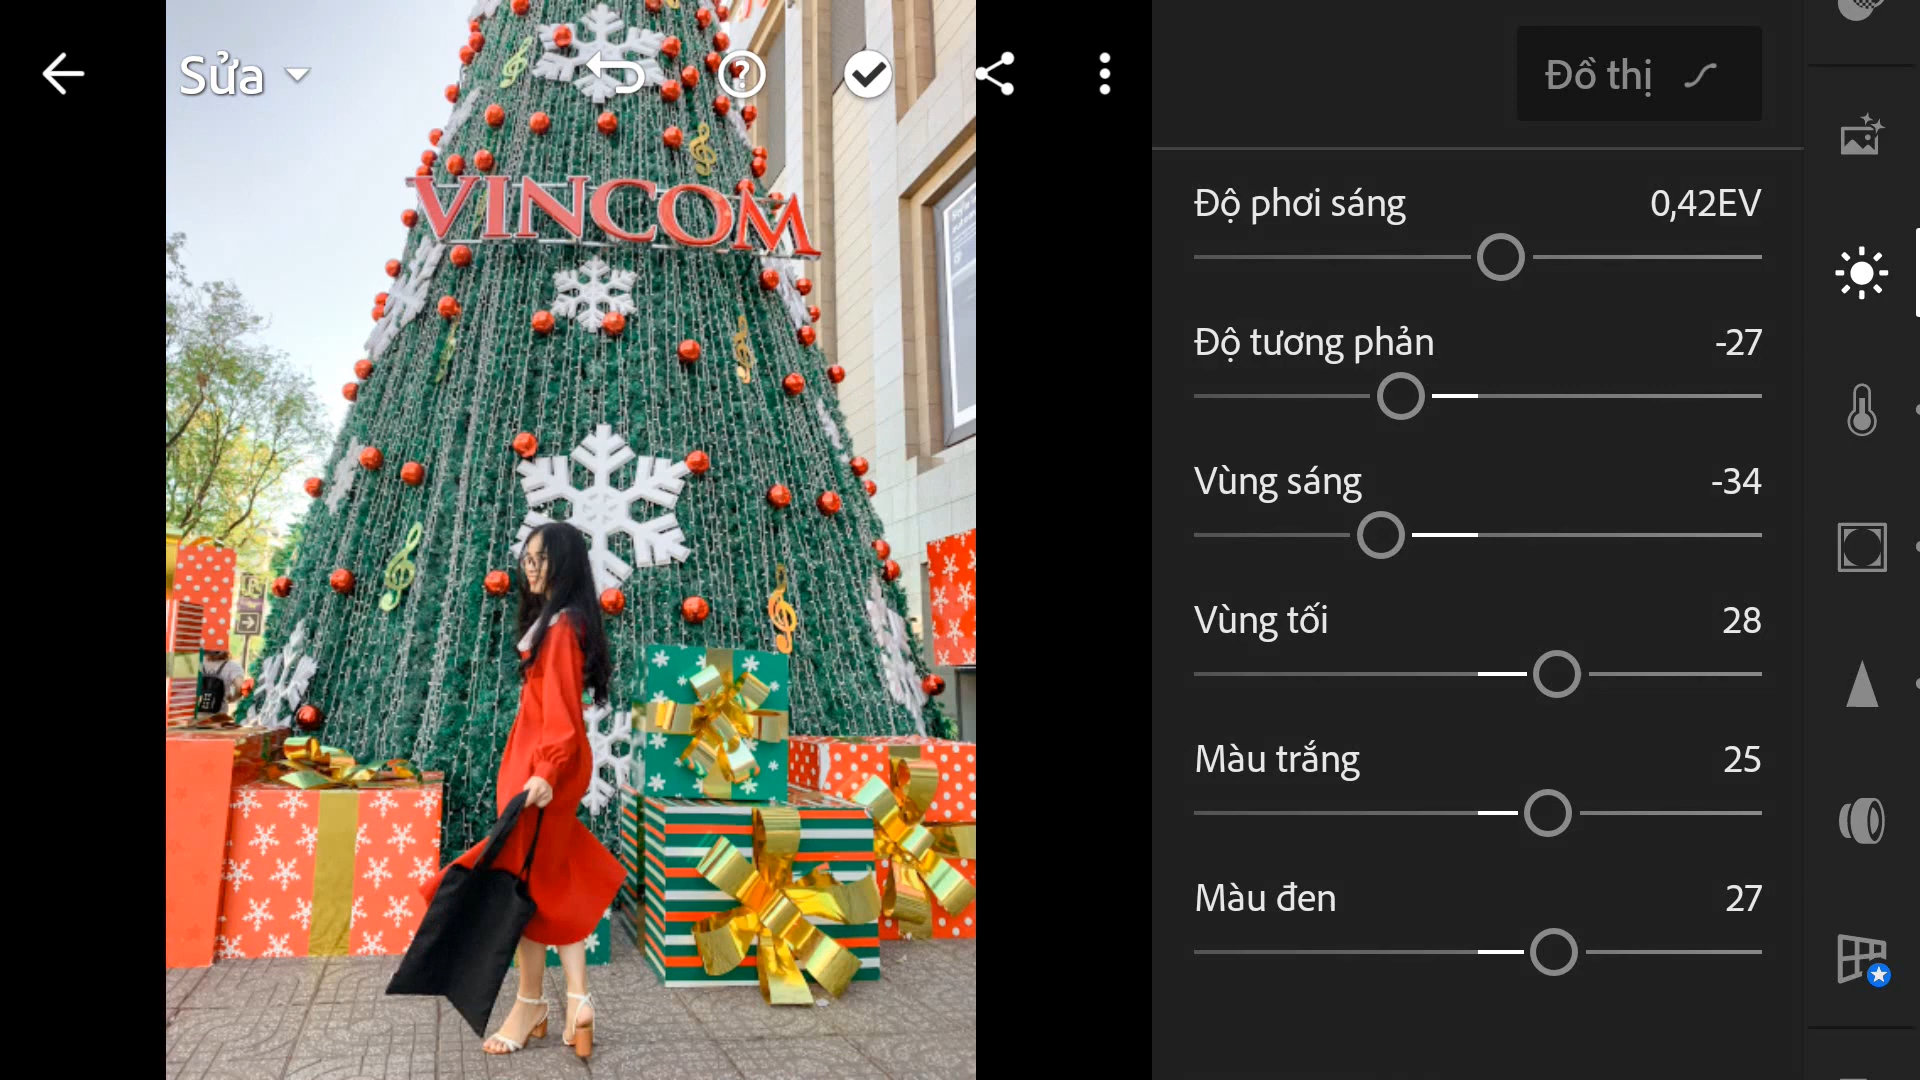 Sửa
Đồ thị
VINCOM
Độ phơi sáng 0,42EV
Độ tương phản -27
Vùng sáng -34
Vùng tối 28
Màu trắng 25
Màu đen 27